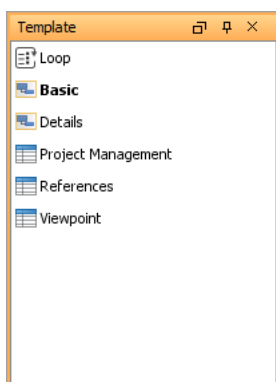 Template
Loop
Basic
Details
Project Management
References
Viewpoint